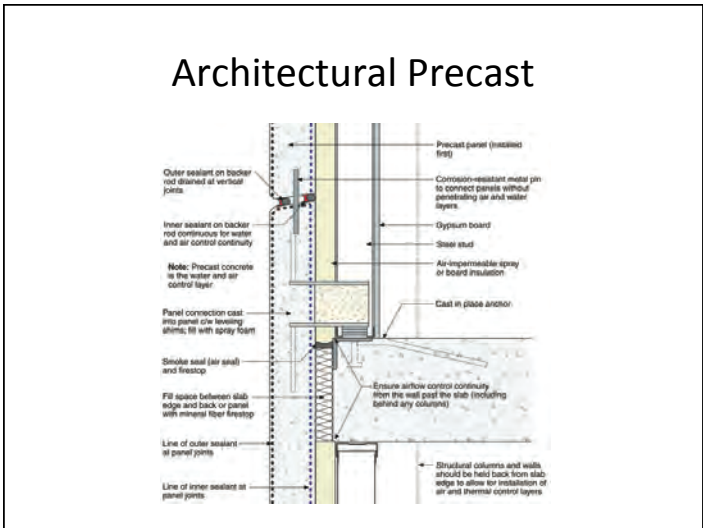 Architectural Precast
Outer sealant on backer
rod drained at vertical
joints
Inner sealant on backer
rod continuous for water
and air control continuity
Note: Precast concrete
is the water and air
control layer
Panel connection cast
into panel c/w leveling
shims; fill with spray foam
Smoke seal (air seal)
and firestop
Fill space between slab
edge and back or panel
with mineral fiber firestop
Line of outer sealant
at panel joints
Line of inner sealant at
panel joints
Precast panel (installed
first)
Corrosion-resistant metal pin
to connect panels without
penetrating air and water
layers
Gypsum board
Steel stud
Air-impermeable spray
or board insulation
Cast in place anchor
Ensure airflow control continuity
from the wall past the slab (including
behind any columns)
Structural columns and walls
should be held back from slab
edge to allow for installation of
air and thermal control layers